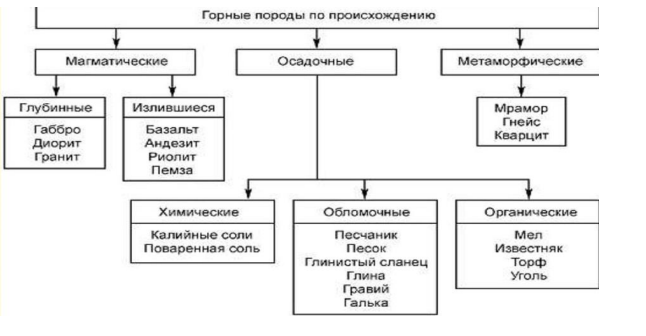 Горные породы по происхождению
Магматические
Осадочные
Метаморфические
Глубинные
Габбро
Диорит
Гранит
Излившиеся
Базальт
Андезит
Риолит
Пемза
Мрамор
Гнейс
Кварцит
Химические
Калийные соли
Поваренная соль
Обломочные
Песчаник
Песок
Глинистый сланец
Глина
Гравий
Галька
Органические
Мел
Известняк
Торф
Уголь